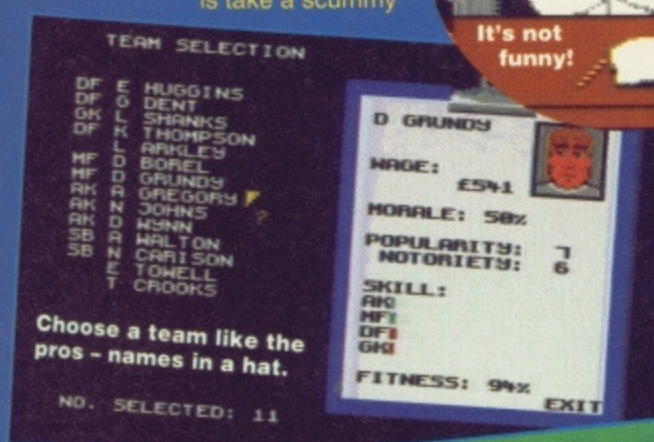 is take a scummy
It's not
funny!
TEAM SELECTION
DF E HUGGINS
DF G DENT
GK L SHANKS
DF K THOMPSON
L ARKLEY
MF D BOREL
MF D GRUNDY
AK A GREGORY
AK N JOHNS
AK D WYNN
SB A WALTON
SB N CARISON
E TOWELL
T CROOKS
Choose a team like the
pros – names in a hat.
NO. SELECTED: 11
D GRUNDY
WAGE:
£541
MORALE: 50%
POPULARITY: 7
NOTORIETY: 6
SKILL:
AK
MF
DF
GK
FITNESS: 94%
EXIT